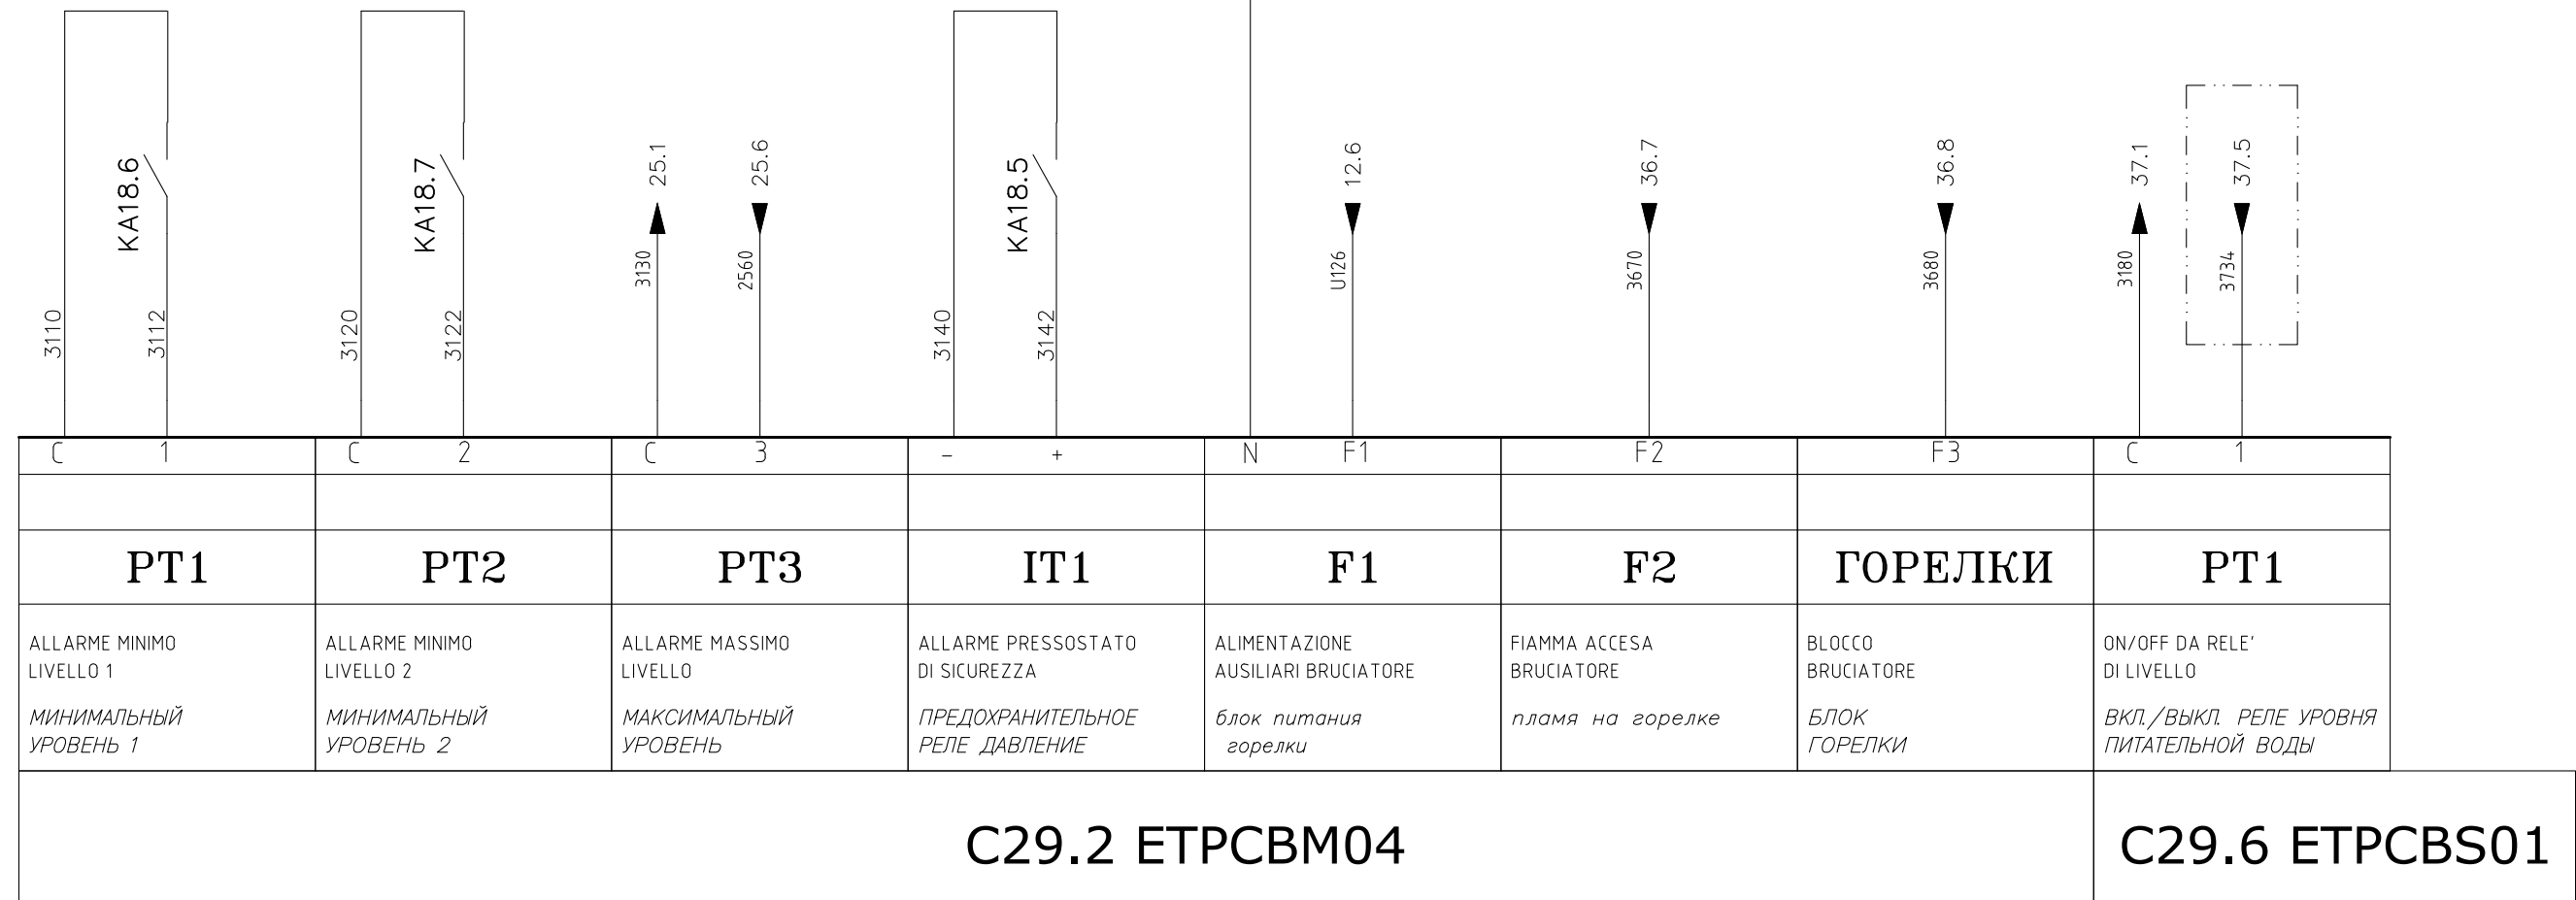 KA18.6
KA18.7
25.1
25.6
KA18.5
12.6
36.7
36.8
37.1
37.5
3110
3112
3120
3122
3130
2560
3140
3142
U126
3670
3680
3180
3734
C 1
C 2
C 3
- +
N F1
F2
F3
C 1
PT1
PT2
PT3
IT1
F1
F2
ГОРЕЛКИ
PT1
ALLARME MINIMO
LIVELLO 1
МИНИМАЛЬНЫЙ
УРОВЕНЬ 1
ALLARME MINIMO
LIVELLO 2
МИНИМАЛЬНЫЙ
УРОВЕНЬ 2
ALLARME MASSIMO
LIVELLO
МАКСИМАЛЬНЫЙ
УРОВЕНЬ
ALLARME PRESSOSTATO
DI SICUREZZA
ПРЕДОХРАНИТЕЛЬНОЕ
РЕЛЕ ДАВЛЕНИЕ
ALIMENTAZIONE
AUSILIARI BRUCIATORE
блок питания
горелки
FIAMMA ACCESA
BRUCIATORE
пламя на горелке
BLOCCO
BRUCIATORE
БЛОК
ГОРЕЛКИ
ON/OFF DA RELE'
DI LIVELLO
ВКЛ./ВЫКЛ. РЕЛЕ УРОВНЯ
ПИТАТЕЛЬНОЙ ВОДЫ
C29.2 ETPCBM04
C29.6 ETPCBS01